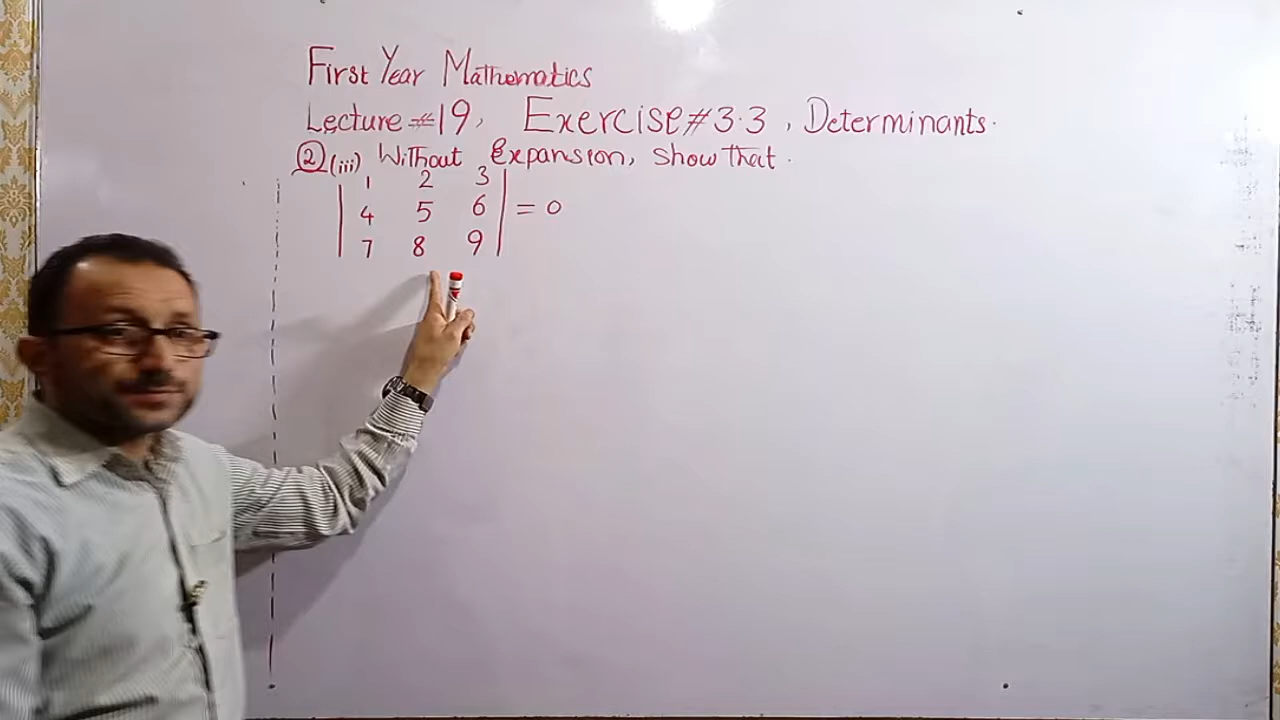 First Year Mathematics
Lecture #19, Exercise #3.3, Determinants.
② (iii) Without Expansion, show that.
| 1 2 3 |
| 4 5 6 | = 0
| 7 8 9 |